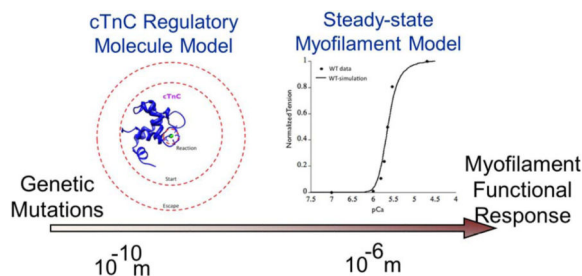 cTnC Regulatory
Molecule Model
Steady-state
Myofilament Model
cTnC
Reaction
Start
Escape
Normalized Tension
1
0.8
0.6
0.4
0.2
0
WT data
WT-simulation
7.5 7 6.5 6 5.5 5 4.5 4
pCa
Genetic
Mutations
Myofilament
Functional
Response
10-10 m
10-6 m